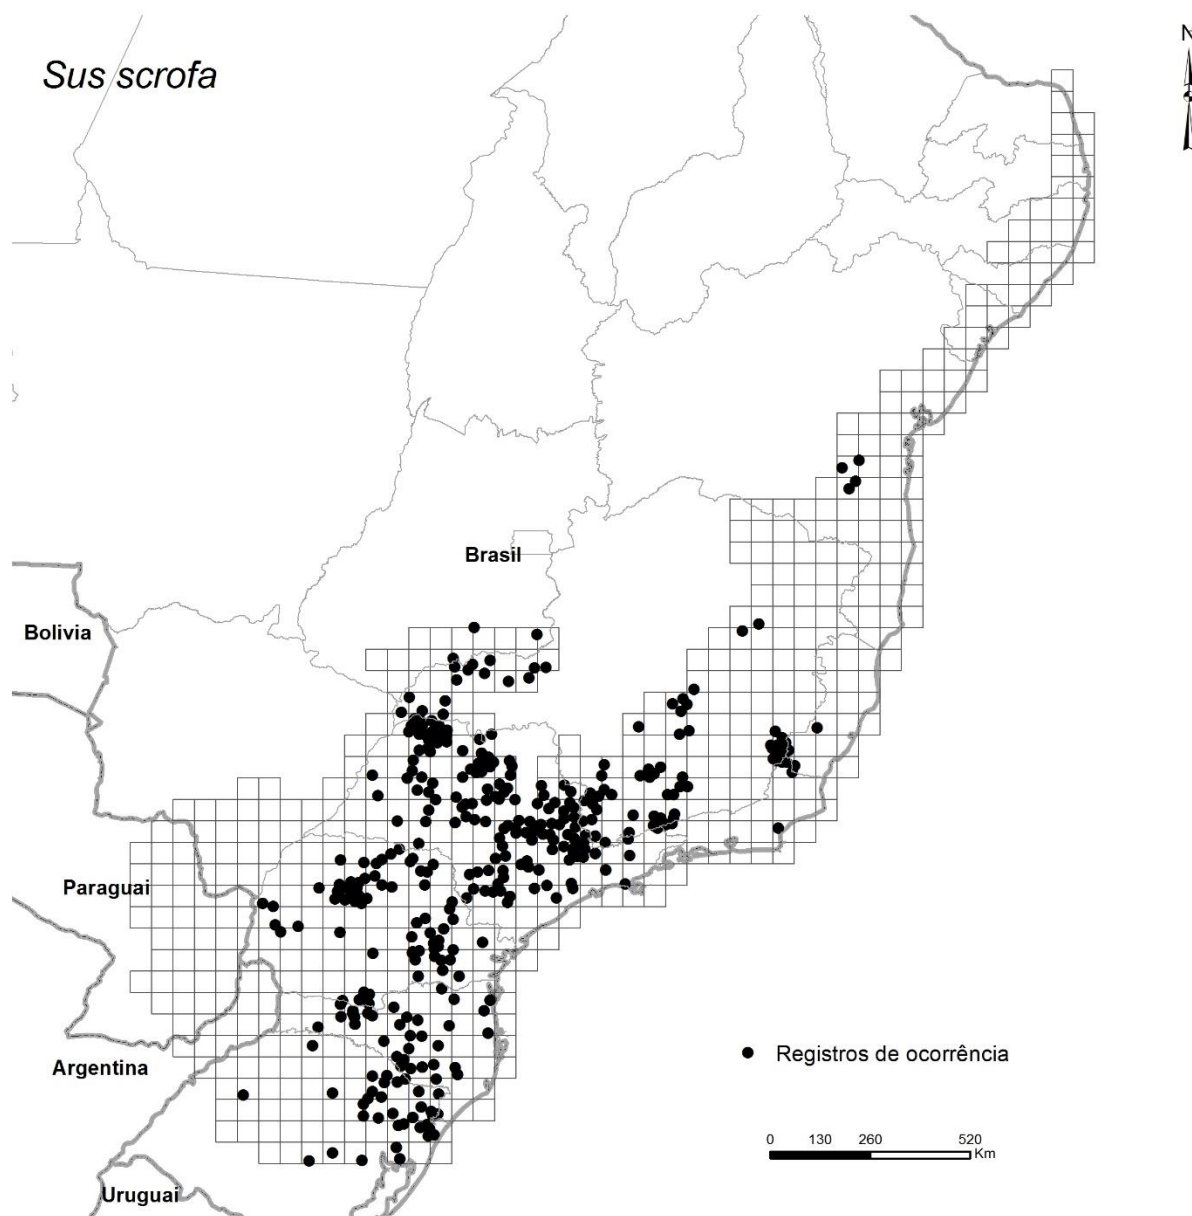 N
Sus scrofa
Brasil
Bolivia
Paraguai
Registros de ocorrência
Argentina
0 130 260 520
Km
Uruguai